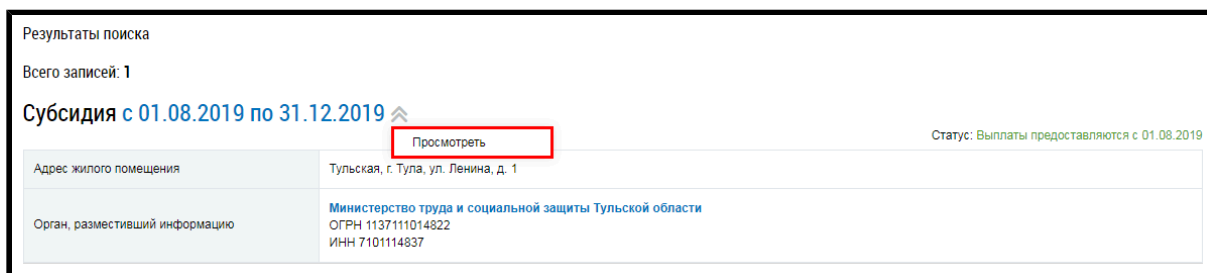 Результаты поиска
Всего записей: 1
Субсидия с 01.08.2019 по 31.12.2019
Просмотреть
Статус: Выплаты предоставляются с 01.08.2019
Адрес жилого помещения
Тульская, г. Тула, ул. Ленина, д. 1
Орган, разместивший информацию
Министерство труда и социальной защиты Тульской области
ОГРН 1137111014822
ИНН 7101114837